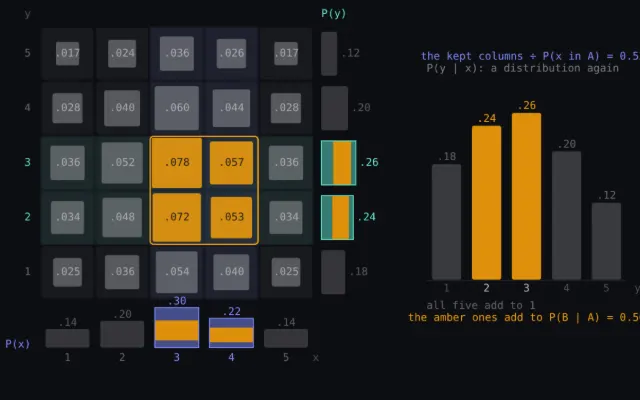 y P(y)
5 .017 .024 .036 .026 .017 .12
4 .028 .040 .060 .044 .028 .20
3 .036 .052 .078 .057 .036 .26
2 .034 .048 .072 .053 .034 .24
1 .025 .036 .054 .040 .025 .18
P(x) .14 .20 .30 .22 .14
1 2 3 4 5 x
the kept columns ÷ P(x in A) = 0.5
P(y | x): a distribution again
.18 .24 .26 .20 .12
1 2 3 4 5 y
all five add to 1
the amber ones add to P(B | A) = 0.50